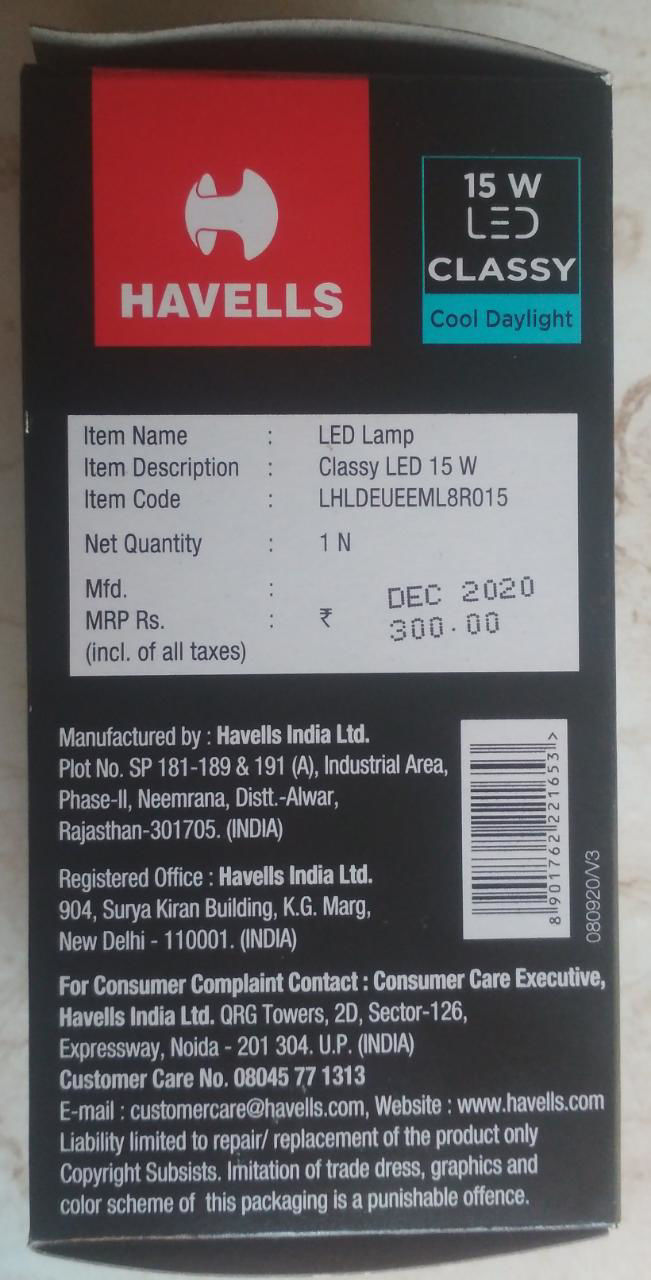 HAVELLS
15 W
LED
CLASSY
Cool Daylight
Item Name : LED Lamp
Item Description : Classy LED 15 W
Item Code : LHLDEUEEML8R015
Net Quantity : 1 N
Mfd. : DEC 2020
MRP Rs. : ₹ 300.00
(incl. of all taxes)
Manufactured by : Havells India Ltd.
Plot No. SP 181-189 & 191 (A), Industrial Area,
Phase-II, Neemrana, Distt.-Alwar,
Rajasthan-301705. (INDIA)
Registered Office : Havells India Ltd.
904, Surya Kiran Building, K.G. Marg,
New Delhi - 110001. (INDIA)
8 901762 221653 >
080920/V3
For Consumer Complaint Contact : Consumer Care Executive,
Havells India Ltd. QRG Towers, 2D, Sector-126,
Expressway, Noida - 201 304. U.P. (INDIA)
Customer Care No. 08045 77 1313
E-mail : customercare@havells.com, Website : www.havells.com
Liability limited to repair/ replacement of the product only
Copyright Subsists. Imitation of trade dress, graphics and
color scheme of this packaging is a punishable offence.